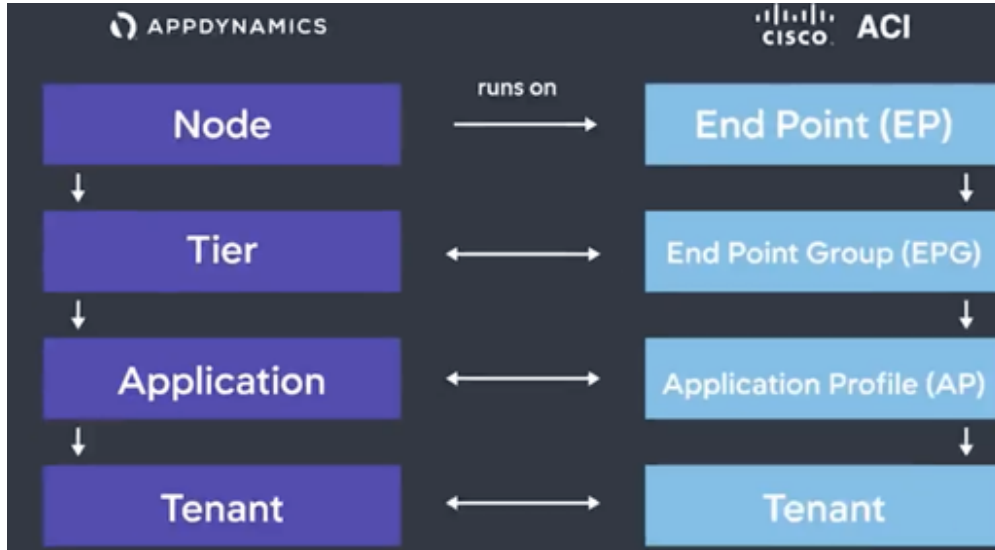 APPDYNAMICS
CISCO ACI
Node
runs on
End Point (EP)
Tier
End Point Group (EPG)
Application
Application Profile (AP)
Tenant
Tenant